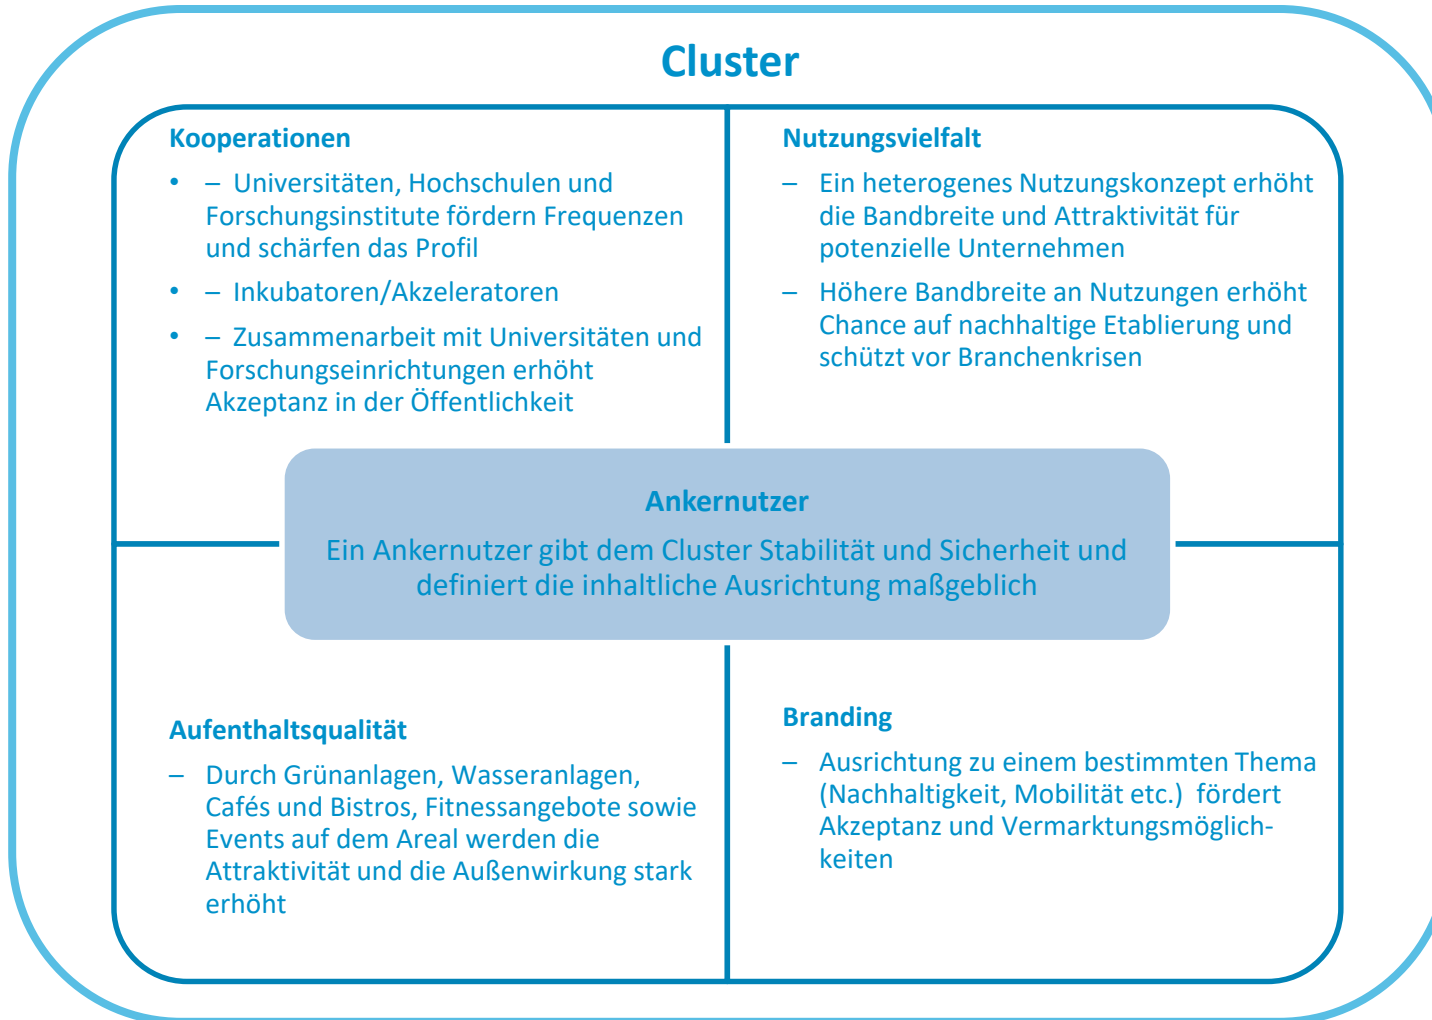 Cluster
Kooperationen
• – Universitäten, Hochschulen und
Forschungsinstitute fördern Frequenzen
und schärfen das Profil
• – Inkubatoren/Akzeleratoren
• – Zusammenarbeit mit Universitäten und
Forschungseinrichtungen erhöht
Akzeptanz in der Öffentlichkeit
Nutzungsvielfalt
– Ein heterogenes Nutzungskonzept erhöht
die Bandbreite und Attraktivität für
potenzielle Unternehmen
– Höhere Bandbreite an Nutzungen erhöht
Chance auf nachhaltige Etablierung und
schützt vor Branchenkrisen
Ankernutzer
Ein Ankernutzer gibt dem Cluster Stabilität und Sicherheit und
definiert die inhaltliche Ausrichtung maßgeblich
Aufenthaltsqualität
– Durch Grünanlagen, Wasseranlagen,
Cafés und Bistros, Fitnessangebote sowie
Events auf dem Areal werden die
Attraktivität und die Außenwirkung stark
erhöht
Branding
– Ausrichtung zu einem bestimmten Thema
(Nachhaltigkeit, Mobilität etc.)  fördert
Akzeptanz und Vermarktungsmöglich-
keiten